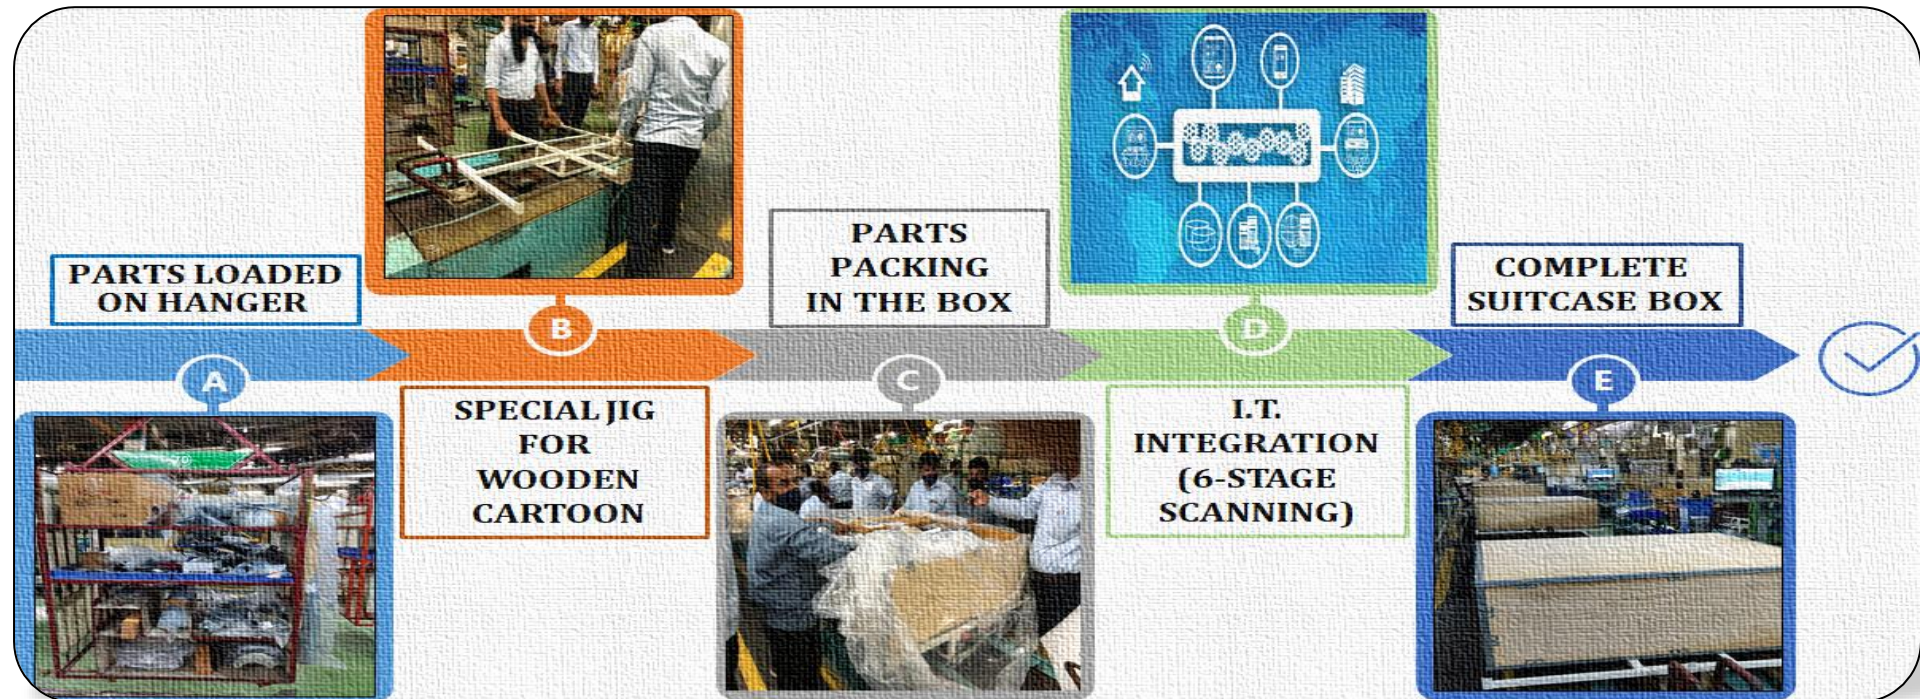 PARTS LOADED
ON HANGER
A
B
SPECIAL JIG
FOR
WOODEN
CARTOON
PARTS
PACKING
IN THE BOX
C
D
I.T.
INTEGRATION
(6-STAGE
SCANNING)
COMPLETE
SUITCASE BOX
E